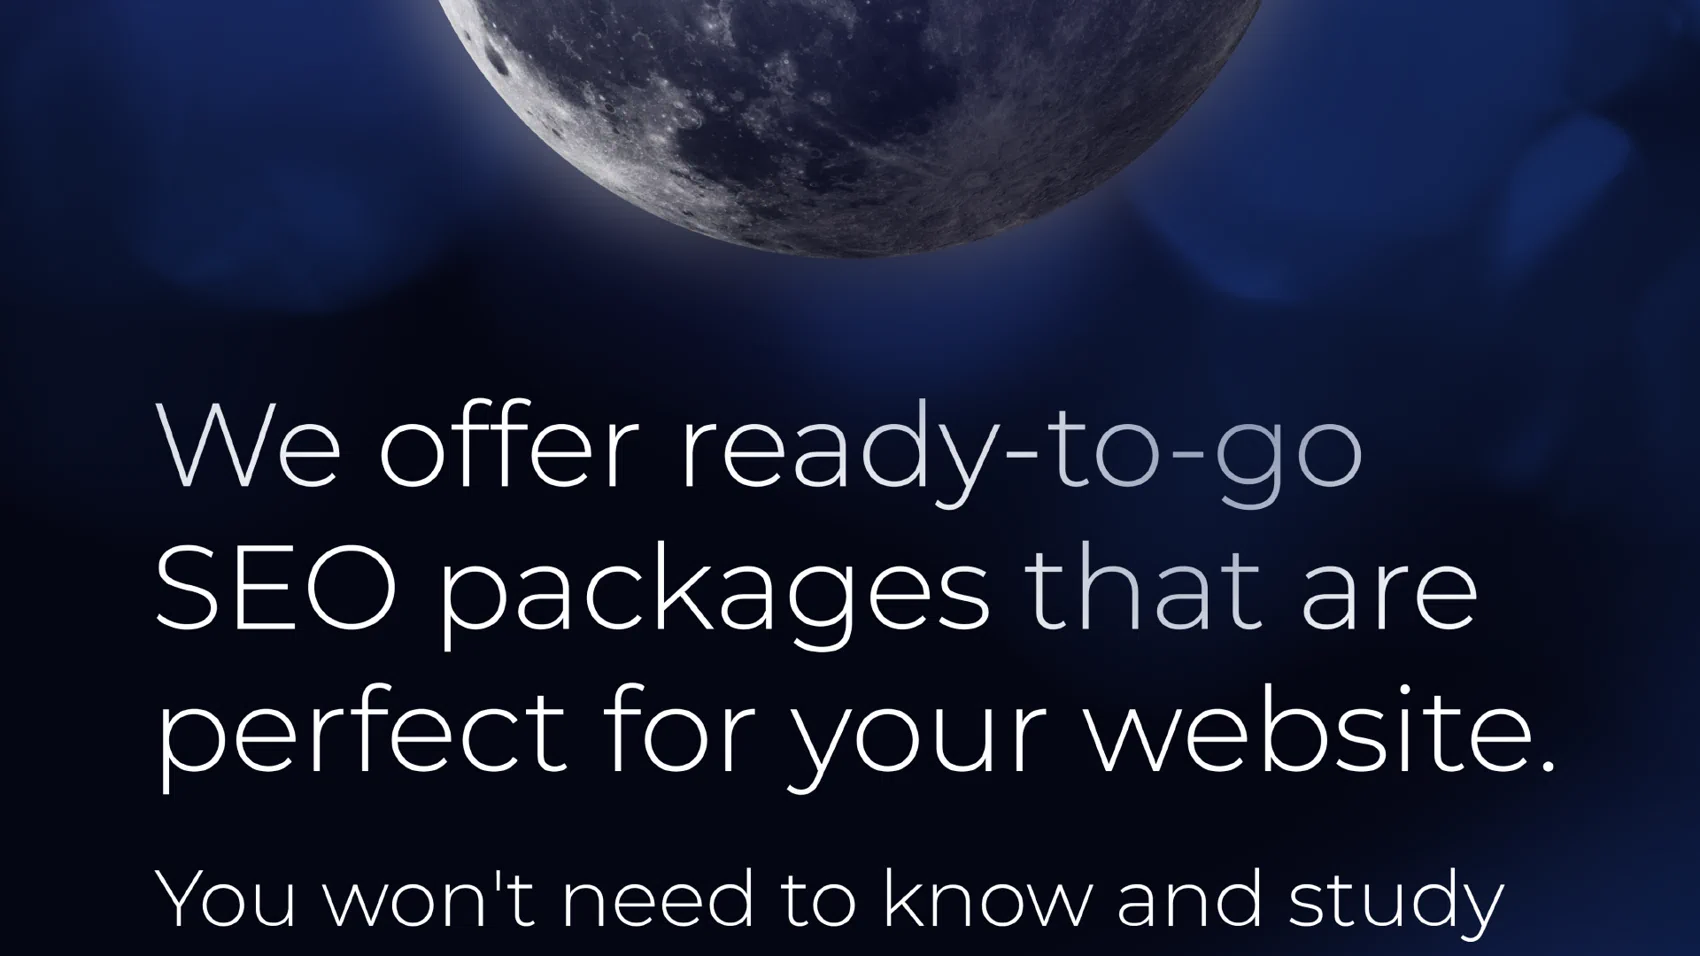 We offer ready-to-go
SEO packages that are
perfect for your website.
You won't need to know and study